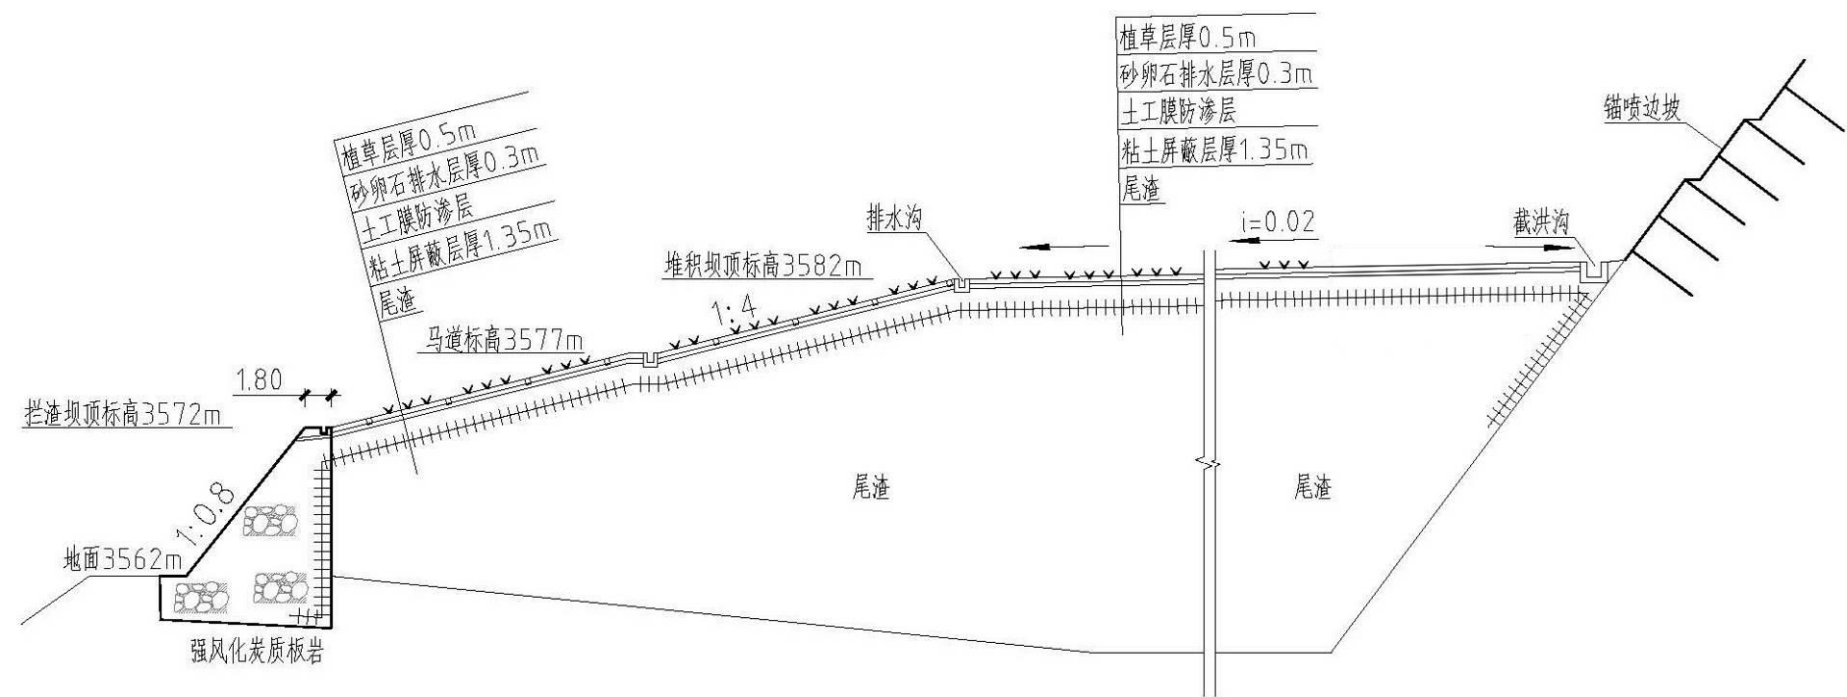 植草层厚0.5m
砂卵石排水层厚0.3m
土工膜防渗层
粘土屏蔽层厚1.35m
尾渣
植草层厚0.5m
砂卵石排水层厚0.3m
土工膜防渗层
粘土屏蔽层厚1.35m
尾渣
锚喷边坡
排水沟
i=0.02
截洪沟
堆积坝顶标高3582m
1:4
马道标高3577m
1.80
拦渣坝顶标高3572m
1:0.8
尾渣
尾渣
地面3562m
强风化炭质板岩